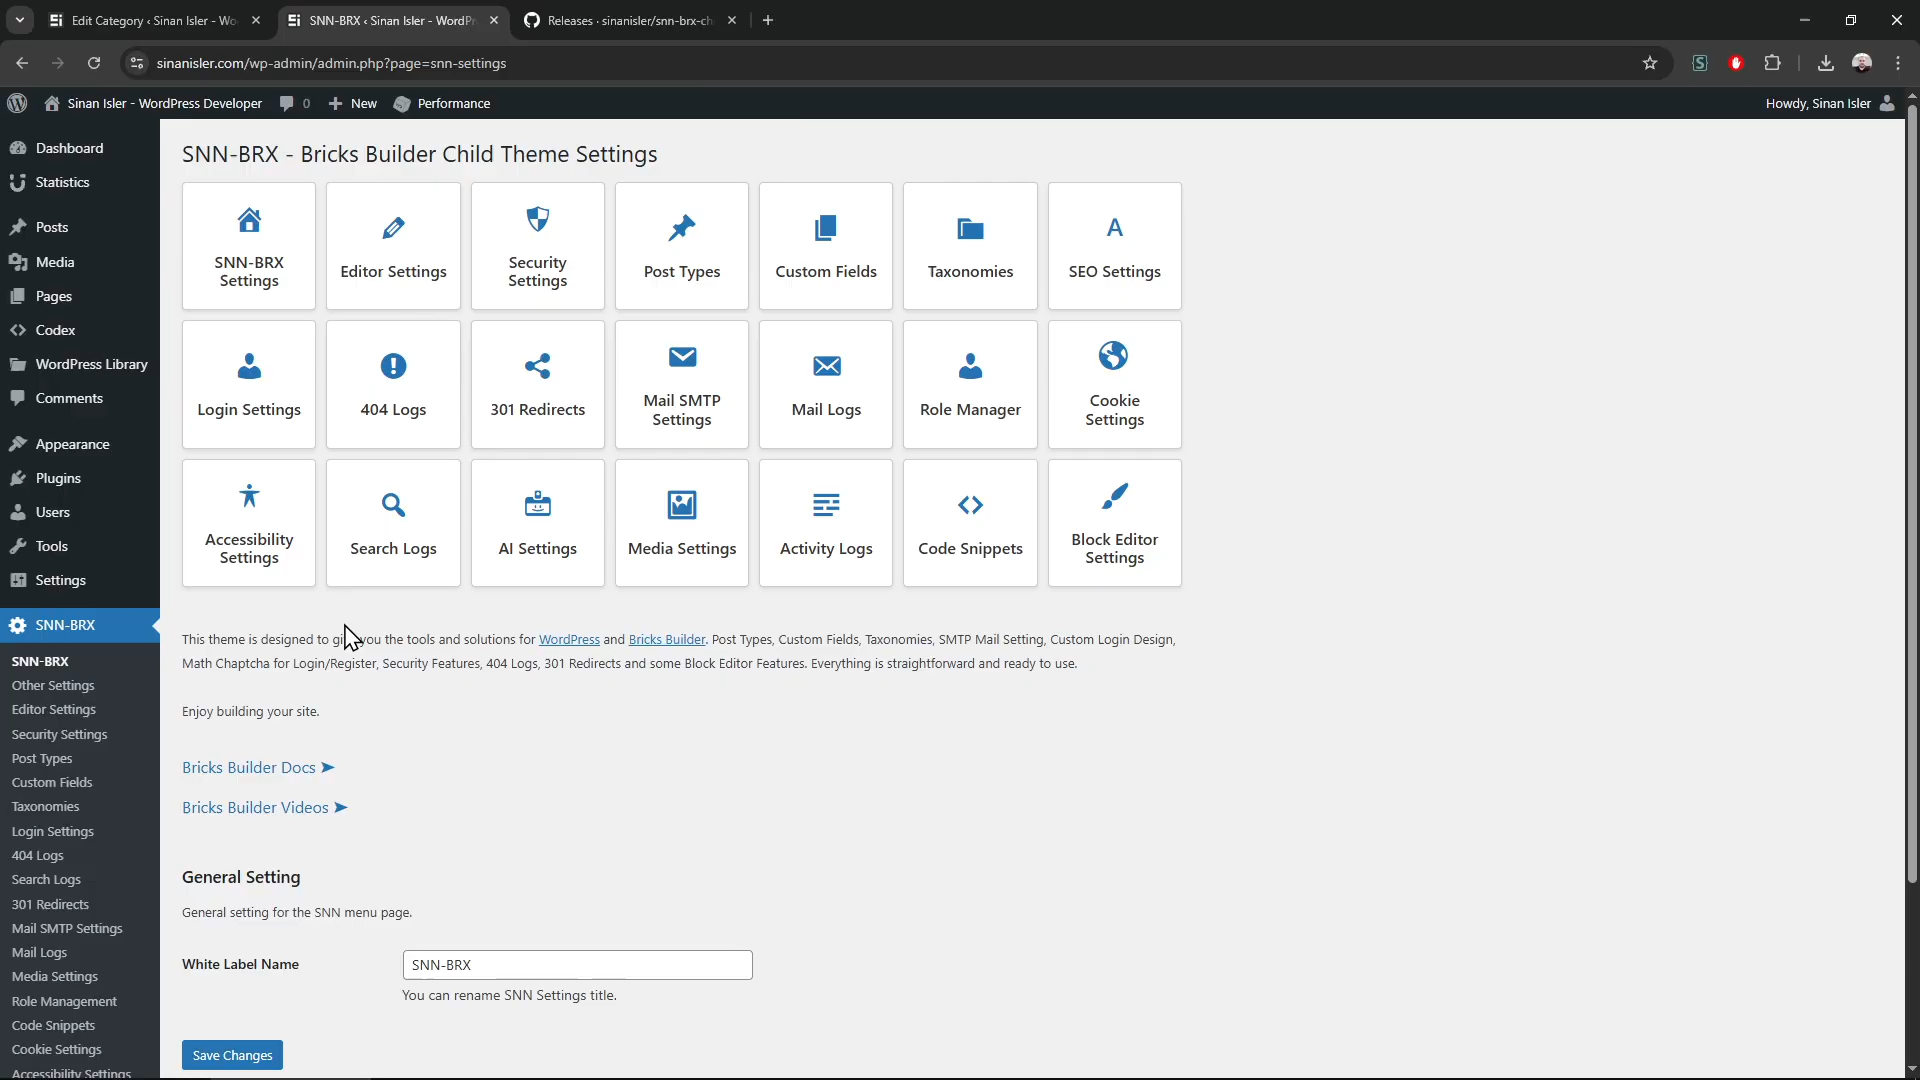 Edit Category ‹ Sinan Isler - Wo
SNN-BRX ‹ Sinan Isler - WordPr
Releases · sinanisler/snn-brx-ch
sinanisler.com/wp-admin/admin.php?page=snn-settings
Sinan Isler - WordPress Developer
0
New
Performance
Howdy, Sinan Isler
Dashboard
Statistics
Posts
Media
Pages
Codex
WordPress Library
Comments
Appearance
Plugins
Users
Tools
Settings
SNN-BRX
SNN-BRX
Other Settings
Editor Settings
Security Settings
Post Types
Custom Fields
Taxonomies
Login Settings
404 Logs
Search Logs
301 Redirects
Mail SMTP Settings
Mail Logs
Media Settings
Role Management
Code Snippets
Cookie Settings
Accessibility Settings
SNN-BRX - Bricks Builder Child Theme Settings
SNN-BRX
Settings
Editor Settings
Security
Settings
Post Types
Custom Fields
Taxonomies
A
SEO Settings
Login Settings
404 Logs
301 Redirects
Mail SMTP
Settings
Mail Logs
Role Manager
Cookie
Settings
Accessibility
Settings
Search Logs
AI Settings
Media Settings
Activity Logs
Code Snippets
Block Editor
Settings
This theme is designed to you the tools and solutions for WordPress and Bricks Builder. Post Types, Custom Fields, Taxonomies, SMTP Mail Setting, Custom Login Design,
Math Chaptcha for Login/Register, Security Features, 404 Logs, 301 Redirects and some Block Editor Features. Everything is straightforward and ready to use.
Enjoy building your site.
Bricks Builder Docs ➤
Bricks Builder Videos ➤
General Setting
General setting for the SNN menu page.
White Label Name
SNN-BRX
You can rename SNN Settings title.
Save Changes